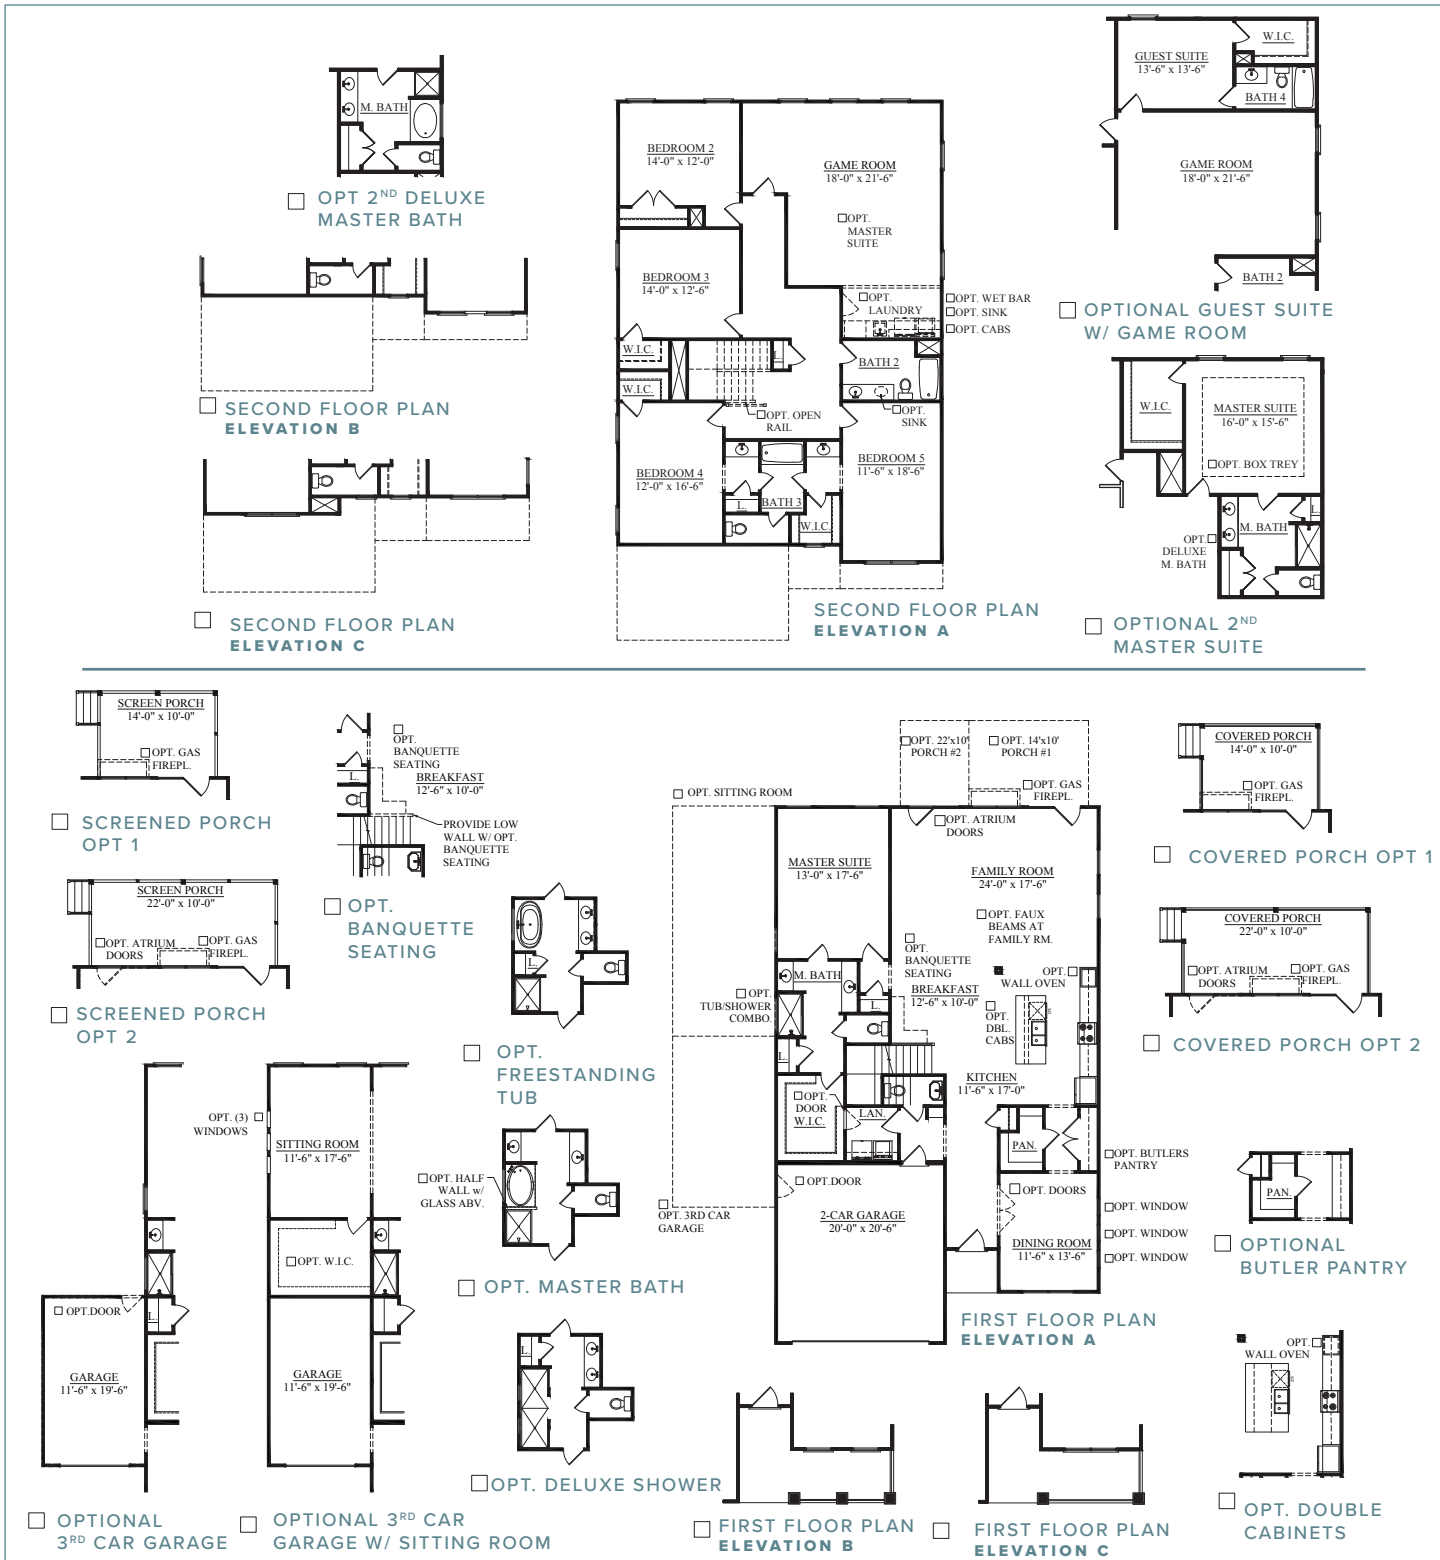 M. BATH
OPT 2ND DELUXE
MASTER BATH
SECOND FLOOR PLAN
ELEVATION B
SECOND FLOOR PLAN
ELEVATION C
BEDROOM 2
14'-0" x 12'-0"
GAME ROOM
18'-0" x 21'-6"
OPT.
MASTER
SUITE
BEDROOM 3
14'-0" x 12'-6"
OPT.
LAUNDRY
OPT. WET BAR
OPT. SINK
OPT. CABS
W.I.C.
L.
BATH 2
W.I.C.
OPT. OPEN
RAIL
OPT.
SINK
BEDROOM 4
12'-0" x 16'-6"
BEDROOM 5
11'-6" x 18'-6"
L.
BATH 3
W.I.C.
SECOND FLOOR PLAN
ELEVATION A
GUEST SUITE
13'-6" x 13'-6"
W.I.C.
BATH 4
GAME ROOM
18'-0" x 21'-6"
BATH 2
OPTIONAL GUEST SUITE
W/ GAME ROOM
W.I.C.
MASTER SUITE
16'-0" x 15'-6"
OPT. BOX TREY
L.
M. BATH
OPT.
DELUXE
M. BATH
OPTIONAL 2ND
MASTER SUITE
SCREEN PORCH
14'-0" x 10'-0"
OPT. GAS
FIREPL.
SCREENED PORCH
OPT 1
SCREEN PORCH
22'-0" x 10'-0"
OPT. ATRIUM
DOORS
OPT. GAS
FIREPL.
SCREENED PORCH
OPT 2
OPT.
BANQUETTE
SEATING
L.
BREAKFAST
12'-6" x 10'-0"
PROVIDE LOW
WALL W/ OPT.
BANQUETTE
SEATING
OPT.
BANQUETTE
SEATING
L.
OPT.
FREESTANDING
TUB
OPT. HALF
WALL w/
GLASS ABV.
OPT. MASTER BATH
L.
OPT. DELUXE SHOWER
OPT. 22'x10'
PORCH #2
OPT. 14'x10'
PORCH #1
OPT. SITTING ROOM
OPT. GAS
FIREPL.
OPT. ATRIUM
DOORS
MASTER SUITE
13'-0" x 17'-6"
FAMILY ROOM
24'-0" x 17'-6"
OPT. FAUX
BEAMS AT
FAMILY RM.
OPT.
BANQUETTE
SEATING
M. BATH
BREAKFAST
12'-6" x 10'-0"
OPT.
WALL OVEN
OPT.
TUB/SHOWER
COMBO.
L.
OPT.
DBL.
CABS
L.
KITCHEN
11'-6" x 17'-0"
OPT.
DOOR
W.I.C.
LAN.
PAN.
OPT. BUTLERS
PANTRY
OPT.DOOR
OPT. DOORS
OPT. 3RD CAR
GARAGE
2-CAR GARAGE
20'-0" x 20'-6"
OPT. WINDOW
OPT. WINDOW
OPT. WINDOW
DINING ROOM
11'-6" x 13'-6"
FIRST FLOOR PLAN
ELEVATION A
COVERED PORCH
14'-0" x 10'-0"
OPT. GAS
FIREPL.
COVERED PORCH OPT 1
COVERED PORCH
22'-0" x 10'-0"
OPT. ATRIUM
DOORS
OPT. GAS
FIREPL.
COVERED PORCH OPT 2
OPT.DOOR
L.
GARAGE
11'-6" x 19'-6"
OPTIONAL
3RD CAR GARAGE
OPT. (3)
WINDOWS
SITTING ROOM
11'-6" x 17'-6"
OPT. W.I.C.
GARAGE
11'-6" x 19'-6"
OPTIONAL 3RD CAR
GARAGE W/ SITTING ROOM
FIRST FLOOR PLAN
ELEVATION B
FIRST FLOOR PLAN
ELEVATION C
PAN.
OPTIONAL
BUTLER PANTRY
OPT.
WALL OVEN
OPT. DOUBLE
CABINETS